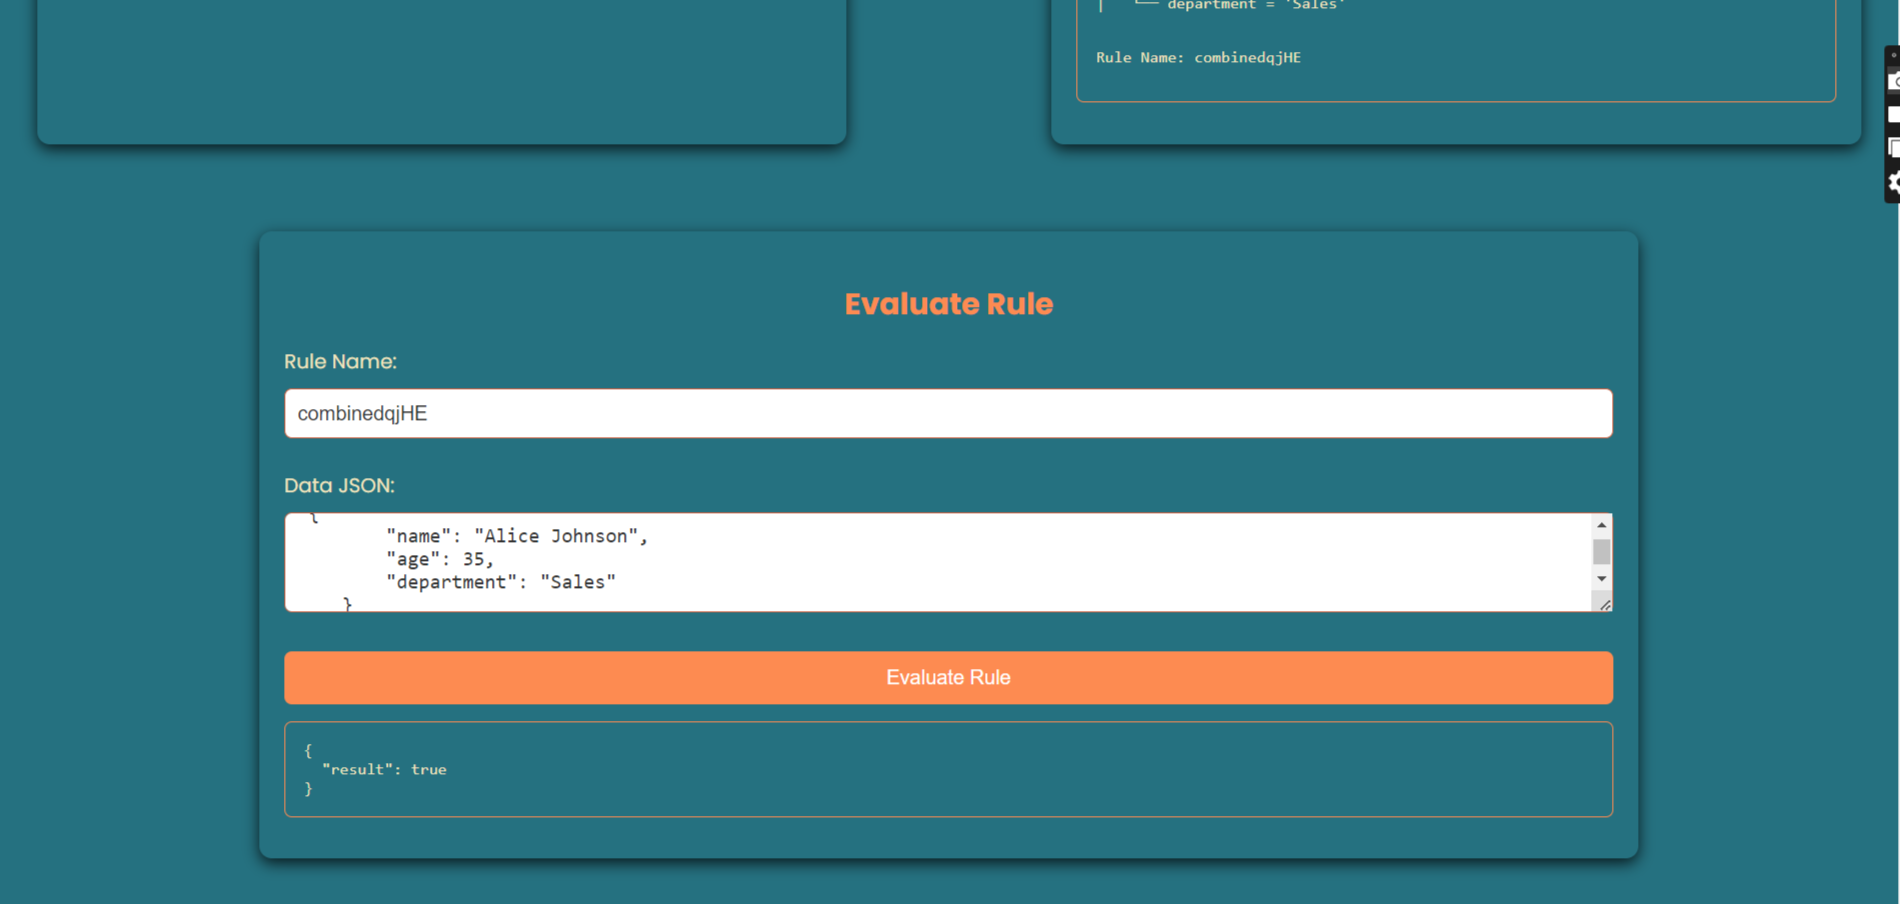 │   └── department = 'Sales'
Rule Name: combinedqjHE
Evaluate Rule
Rule Name:
combinedqjHE
Data JSON:
{
"name": "Alice Johnson",
"age": 35,
"department": "Sales"
}
Evaluate Rule
{
"result": true
}